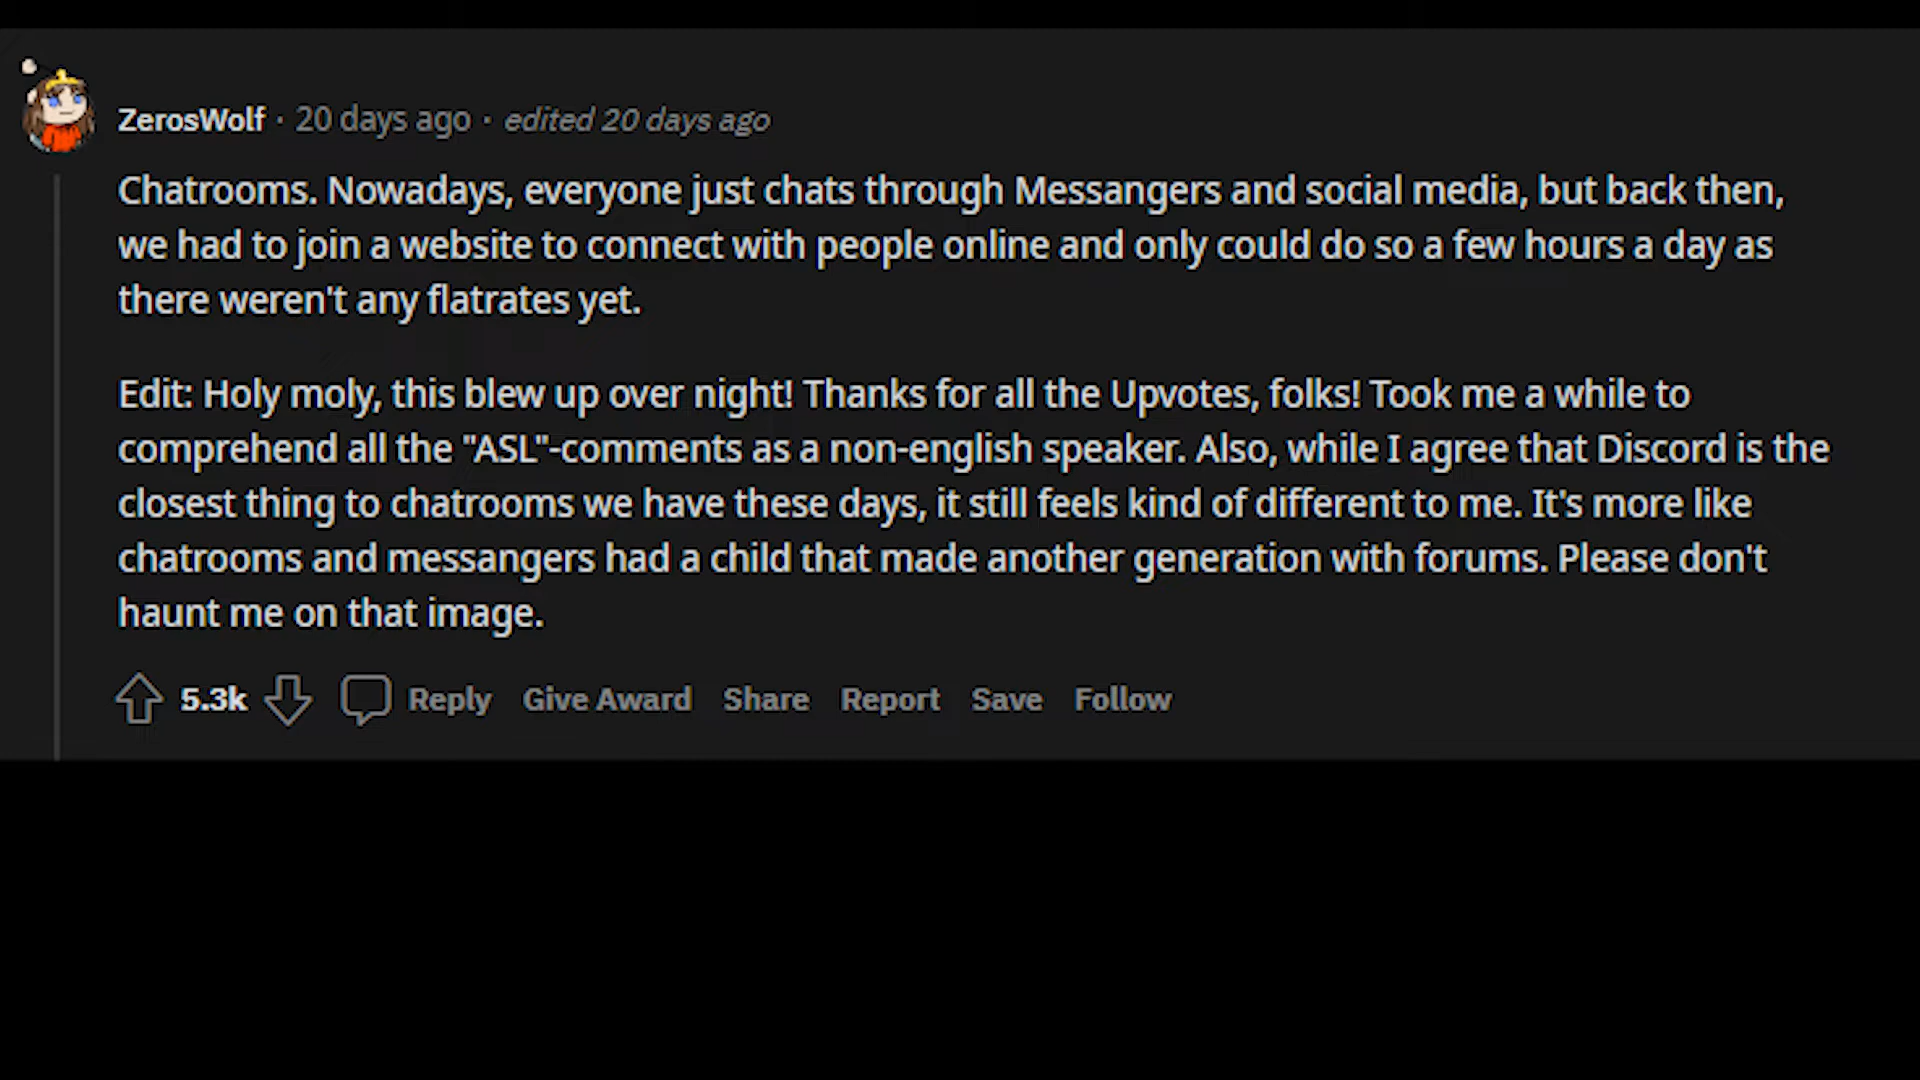 ZerosWolf · 20 days ago · edited 20 days ago
Chatrooms. Nowadays, everyone just chats through Messangers and social media, but back then,
we had to join a website to connect with people online and only could do so a few hours a day as
there weren't any flatrates yet.
Edit: Holy moly, this blew up over night! Thanks for all the Upvotes, folks! Took me a while to
comprehend all the "ASL"-comments as a non-english speaker. Also, while I agree that Discord is the
closest thing to chatrooms we have these days, it still feels kind of different to me. It's more like
chatrooms and messangers had a child that made another generation with forums. Please don't
haunt me on that image.
5.3k Reply Give Award Share Report Save Follow